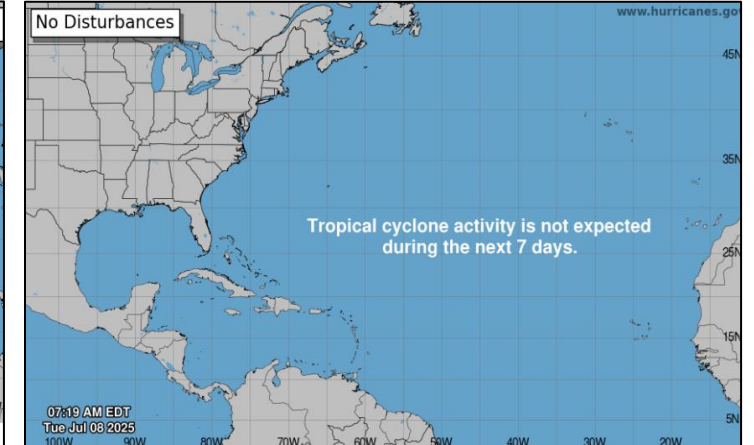 No Disturbances
www.hurricanes.gov
45N
35N
Tropical cyclone activity is not expected
during the next 7 days.
25N
15N
07:19 AM EDT
Tue Jul 08 2025
5N
100W 90W 80W 70W 60W 50W 40W 30W 20W